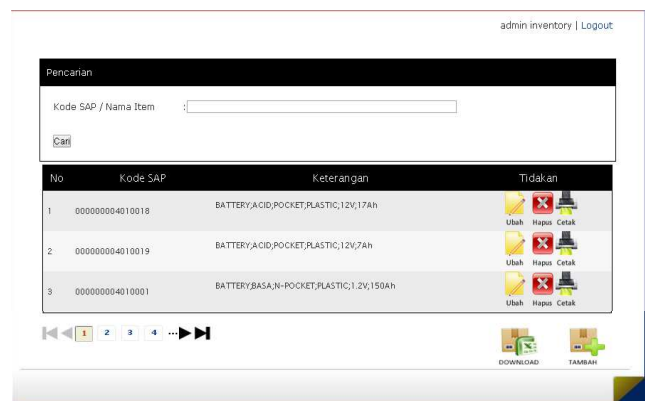 admin inventory | Logout
Pencarian
Kode SAP / Nama Item :
Cari
No Kode SAP Keterangan Tidakan
1 000000004010018 BATTERY;ACID;POCKET;PLASTIC;12V;17Ah
Ubah Hapus Cetak
2 000000004010019 BATTERY;ACID;POCKET;PLASTIC;12V;7Ah
Ubah Hapus Cetak
3 000000004010001 BATTERY;BASA;N-POCKET;PLASTIC;1.2V;150Ah
Ubah Hapus Cetak
1 2 3 4 ...
DOWNLOAD TAMBAH